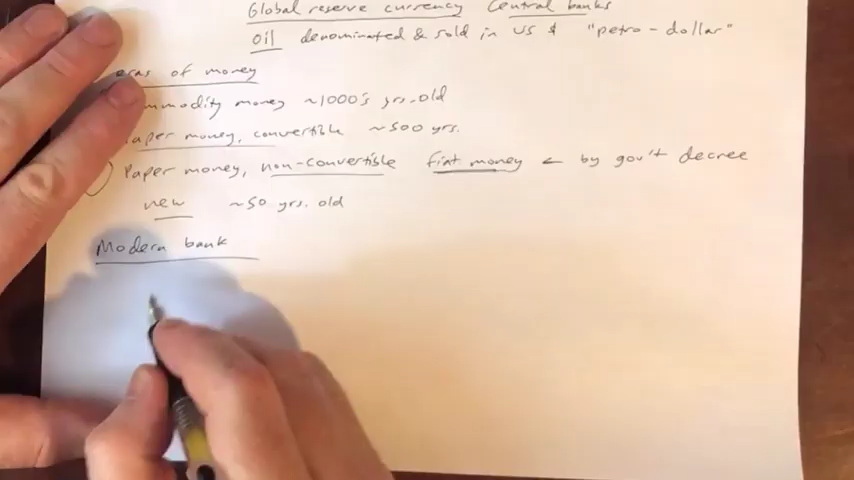 Global reserve currency Central banks
Oil denominated & sold in US $ "petro-dollar"
eras of money
mmodity money ~1000's yrs. old
aper money, convertible ~500 yrs.
Paper money, non-convertible fiat money ← by gov't decree
new ~50 yrs. old
Modern bank